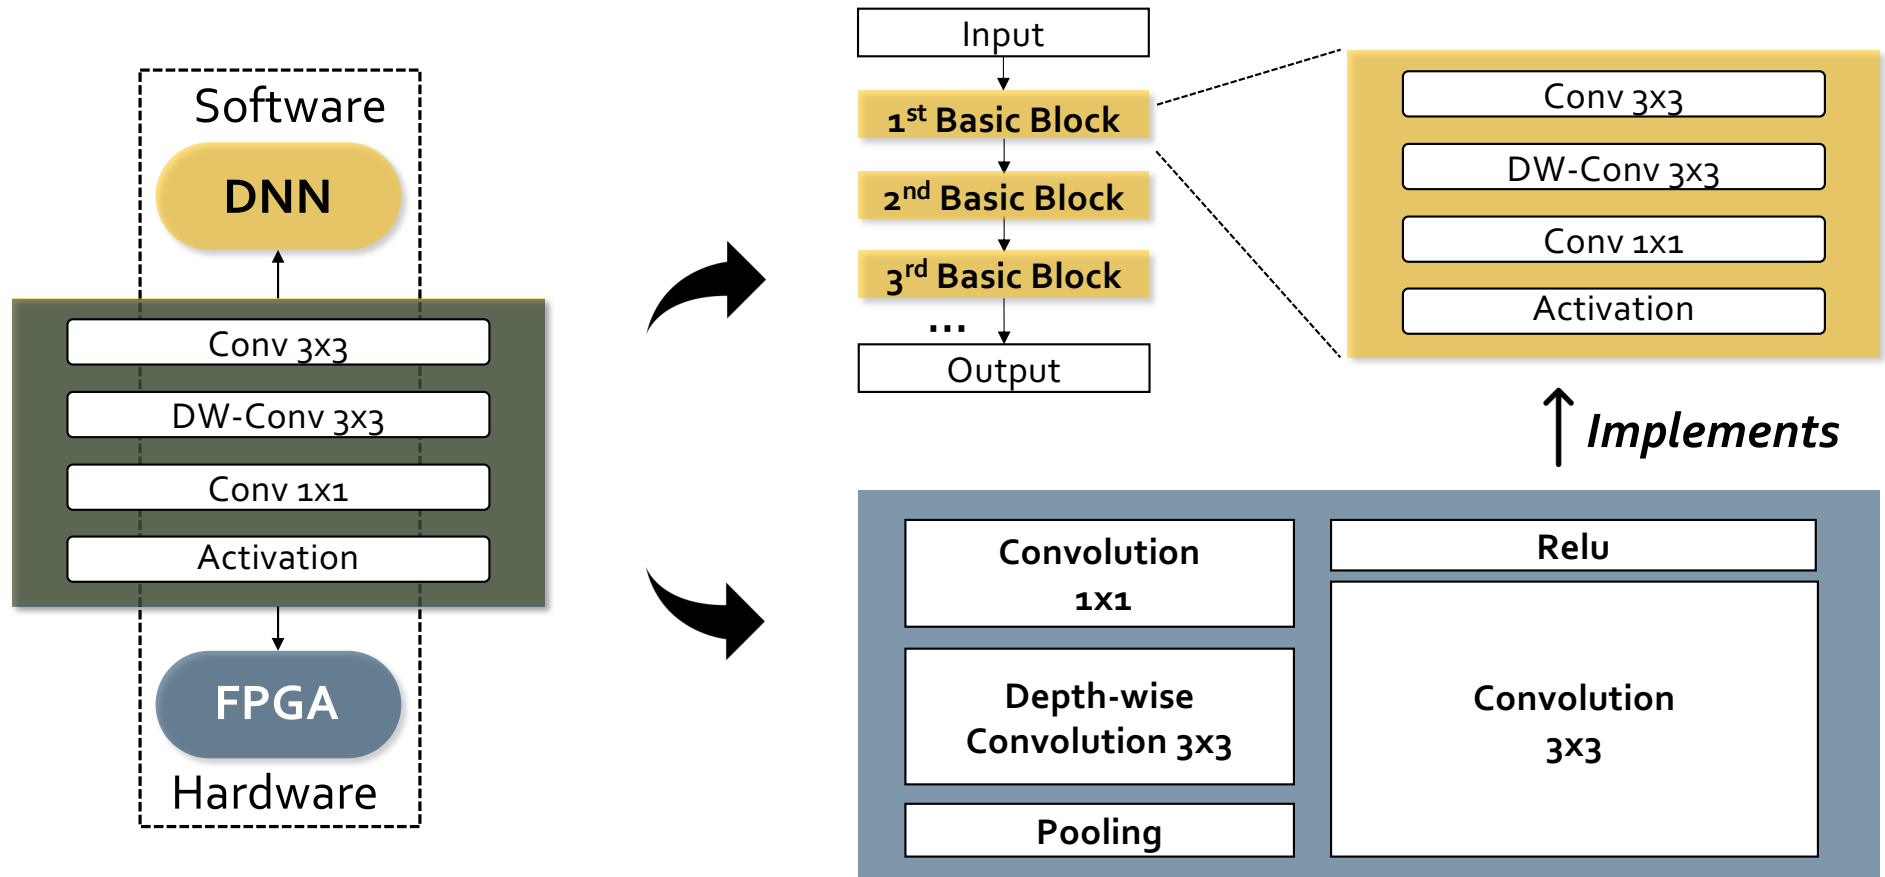 Software
DNN
Conv 3x3
DW-Conv 3x3
Conv 1x1
Activation
FPGA
Hardware
Input
1st Basic Block
2nd Basic Block
3rd Basic Block
...
Output
Conv 3x3
DW-Conv 3x3
Conv 1x1
Activation
Implements
Convolution
1x1
Depth-wise
Convolution 3x3
Pooling
Relu
Convolution
3x3